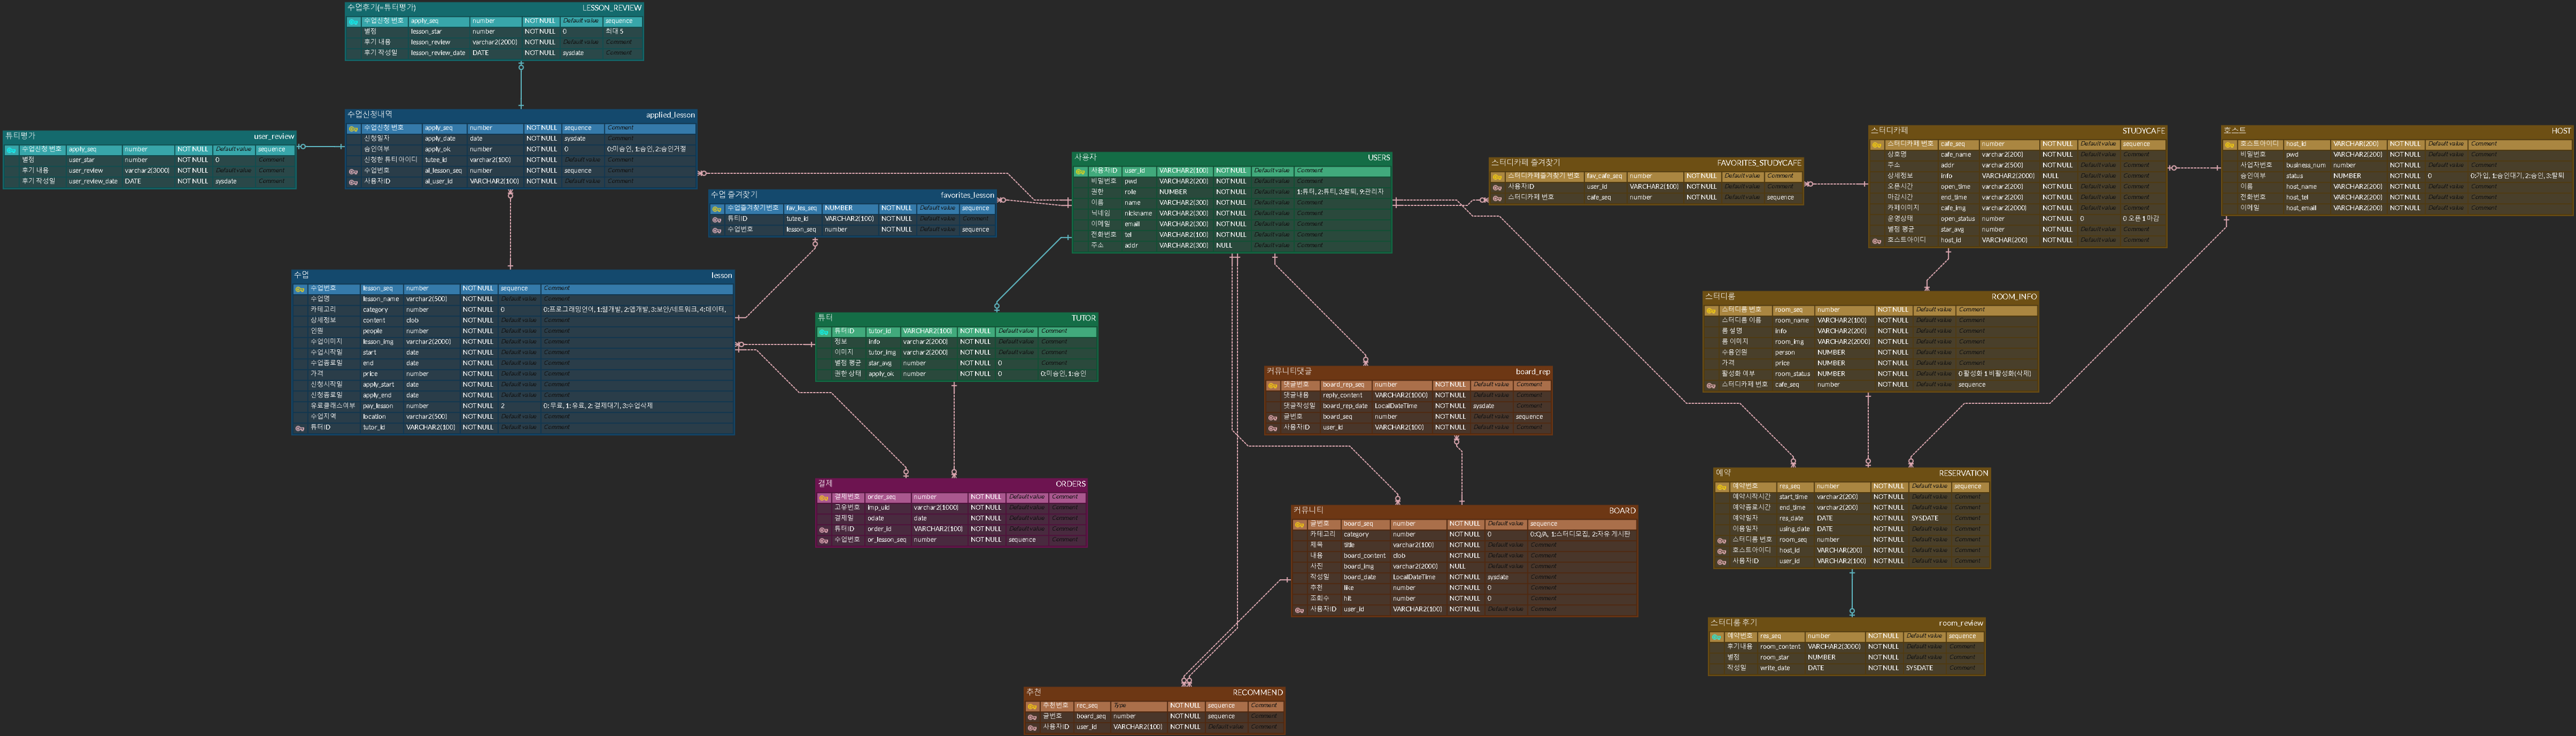 수업후기(=튜터평가) LESSON_REVIEW
수업신청 번호 apply_seq number NOT NULL Default value sequence
별점 lesson_star number NOT NULL 0 최대 5
후기 내용 lesson_review varchar2(2000) NOT NULL Default value Comment
후기 작성일 lesson_review_date DATE NOT NULL sysdate Comment
튜티평가 user_review
수업신청 번호 apply_seq number NOT NULL Default value sequence
별점 user_star number NOT NULL 0 Comment
후기 내용 user_review varchar(3000) NOT NULL Default value Comment
후기 작성일 user_review_date DATE NOT NULL sysdate Comment
수업신청내역 applied_lesson
수업신청 번호 apply_seq number NOT NULL sequence Comment
신청일자 apply_date date NOT NULL sysdate Comment
승인여부 apply_ok number NOT NULL 0 0:미승인, 1:승인, 2:승인거절
신청한 튜티 아이디 tutee_id varchar2(100) NOT NULL Default value Comment
수업번호 al_lesson_seq number NOT NULL sequence Comment
사용자ID al_user_id VARCHAR2(100) NOT NULL Default value Comment
수업 즐겨찾기 favorites_lesson
수업즐겨찾기번호 fav_les_seq NUMBER NOT NULL Default value sequence
튜티ID tutee_id VARCHAR2(100) NOT NULL Default value Comment
수업번호 lesson_seq number NOT NULL Default value sequence
사용자 USERS
사용자ID user_id VARCHAR2(100) NOT NULL Default value Comment
비밀번호 pwd VARCHAR2(200) NOT NULL Default value Comment
권한 role NUMBER NOT NULL Default value 1:튜터, 2:튜티, 3:탈퇴, 9:관리자
이름 name VARCHAR2(300) NOT NULL Default value Comment
닉네임 nickname VARCHAR2(300) NOT NULL Default value Comment
이메일 email VARCHAR2(300) NOT NULL Default value Comment
전화번호 tel VARCHAR2(100) NOT NULL Default value Comment
주소 addr VARCHAR2(300) NULL Default value Comment
스터디카페 즐겨찾기 FAVORITES_STUDYCAFE
스터디카페즐겨찾기 번호 fav_cafe_seq number NOT NULL Default value Comment
사용자ID user_id VARCHAR2(100) NOT NULL Default value Comment
스터디카페 번호 cafe_seq number NOT NULL Default value sequence
스터디카페 STUDYCAFE
스터디카페 번호 cafe_seq number NOT NULL Default value sequence
상호명 cafe_name varchar2(200) NOT NULL Default value Comment
주소 addr varchar2(500) NOT NULL Default value Comment
상세정보 info VARCHAR2(2000) NULL Default value Comment
오픈시간 open_time varchar2(200) NOT NULL Default value Comment
마감시간 end_time varchar2(200) NOT NULL Default value Comment
카페이미지 cafe_img varchar2(2000) NOT NULL Default value Comment
운영상태 open_status number NOT NULL 0 0 오픈 1 마감
별점 평균 star_avg number NOT NULL Default value Comment
호스트아이디 host_id VARCHAR(200) NOT NULL Default value Comment
호스트 HOST
호스트아이디 host_id VARCHAR(200) NOT NULL Default value Comment
비밀번호 pwd VARCHAR2(200) NOT NULL Default value Comment
사업자번호 business_num number NOT NULL Default value Comment
승인여부 status NUMBER NOT NULL 0 0:가입, 1:승인대기, 2:승인, 3:탈퇴
이름 host_name VARCHAR2(200) NOT NULL Default value Comment
전화번호 host_tel VARCHAR2(200) NOT NULL Default value Comment
이메일 host_email VARCHAR2(200) NOT NULL Default value Comment
수업 lesson
수업번호 lesson_seq number NOT NULL sequence Comment
수업명 lesson_name varchar2(500) NOT NULL Default value Comment
카테고리 category number NOT NULL 0 0:프로그래밍언어, 1:웹개발, 2:앱개발, 3:보안/네트워크, 4:데이터,
상세정보 content clob NOT NULL Default value Comment
인원 people number NOT NULL Default value Comment
수업이미지 lesson_img varchar2(2000) NOT NULL Default value Comment
수업시작일 start date NOT NULL Default value Comment
수업종료일 end date NOT NULL Default value Comment
가격 price number NOT NULL Default value Comment
신청시작일 apply_start date NOT NULL Default value Comment
신청종료일 apply_end date NOT NULL Default value Comment
유료클래스여부 pay_lesson number NOT NULL 2 0:무료, 1:유료, 2:결제대기, 3:수업삭제
수업지역 location varchar2(500) NOT NULL Default value Comment
튜터ID tutor_id VARCHAR2(100) NOT NULL Default value Comment
튜터 TUTOR
튜터ID tutor_id VARCHAR2(100) NOT NULL Default value Comment
정보 info varchar2(2000) NOT NULL Default value Comment
이미지 tutor_img varchar2(2000) NOT NULL Default value Comment
별점 평균 star_avg number NOT NULL 0 Comment
권한 상태 apply_ok number NOT NULL 0 0:미승인, 1:승인
스터디룸 ROOM_INFO
스터디룸 번호 room_seq number NOT NULL Default value Comment
스터디룸 이름 room_name VARCHAR2(100) NOT NULL Default value Comment
룸 설명 info VARCHAR2(200) NOT NULL Default value Comment
룸 이미지 room_img VARCHAR2(2000) NOT NULL Default value Comment
수용인원 person NUMBER NOT NULL Default value Comment
가격 price NUMBER NOT NULL Default value Comment
활성화 여부 room_status NUMBER NOT NULL Default value 0 활성화 1 비활성화(삭제)
스터디카페 번호 cafe_seq number NOT NULL Default value sequence
커뮤니티댓글 board_rep
댓글번호 board_rep_seq number NOT NULL Default value sequence
댓글내용 reply_content VARCHAR2(1000) NOT NULL Default value Comment
댓글작성일 board_rep_date LocalDateTime NOT NULL sysdate Comment
글번호 board_seq number NOT NULL Default value sequence
사용자ID user_id VARCHAR2(100) NOT NULL Default value Comment
결제 ORDERS
결제번호 order_seq number NOT NULL Default value Comment
고유번호 imp_uid varchar2(1000) NOT NULL Default value Comment
결제일 odate date NOT NULL Default value Comment
튜터ID order_id VARCHAR2(100) NOT NULL Default value Comment
수업번호 or_lesson_seq number NOT NULL sequence Comment
커뮤니티 BOARD
글번호 board_seq number NOT NULL Default value sequence
카테고리 category number NOT NULL 0 0:Q/A, 1:스터디모집, 2:자유 게시판
제목 title varchar2(100) NOT NULL Default value Comment
내용 board_content clob NOT NULL Default value Comment
사진 board_img varchar2(2000) NULL Default value Comment
작성일 board_date LocalDateTime NOT NULL sysdate Comment
추천 like number NOT NULL 0 Comment
조회수 hit number NOT NULL 0 Comment
사용자ID user_id VARCHAR2(100) NOT NULL Default value Comment
예약 RESERVATION
예약번호 res_seq number NOT NULL Default value sequence
예약시작시간 start_time varchar2(200) NOT NULL Default value Comment
예약종료시간 end_time varchar2(200) NOT NULL Default value Comment
예약일자 res_date DATE NOT NULL SYSDATE Comment
이용일자 using_date DATE NOT NULL Default value Comment
스터디룸 번호 room_seq number NOT NULL Default value Comment
호스트아이디 host_id VARCHAR(200) NOT NULL Default value Comment
사용자ID user_id VARCHAR2(100) NOT NULL Default value Comment
스터디룸 후기 room_review
예약번호 res_seq number NOT NULL Default value sequence
후기내용 room_content VARCHAR2(3000) NOT NULL Default value Comment
별점 room_star NUMBER NOT NULL Default value Comment
작성일 write_date DATE NOT NULL SYSDATE Comment
추천 RECOMMEND
추천번호 rec_seq Type NOT NULL sequence Comment
글번호 board_seq number NOT NULL sequence Comment
사용자ID user_id VARCHAR2(100) NOT NULL Default value Comment